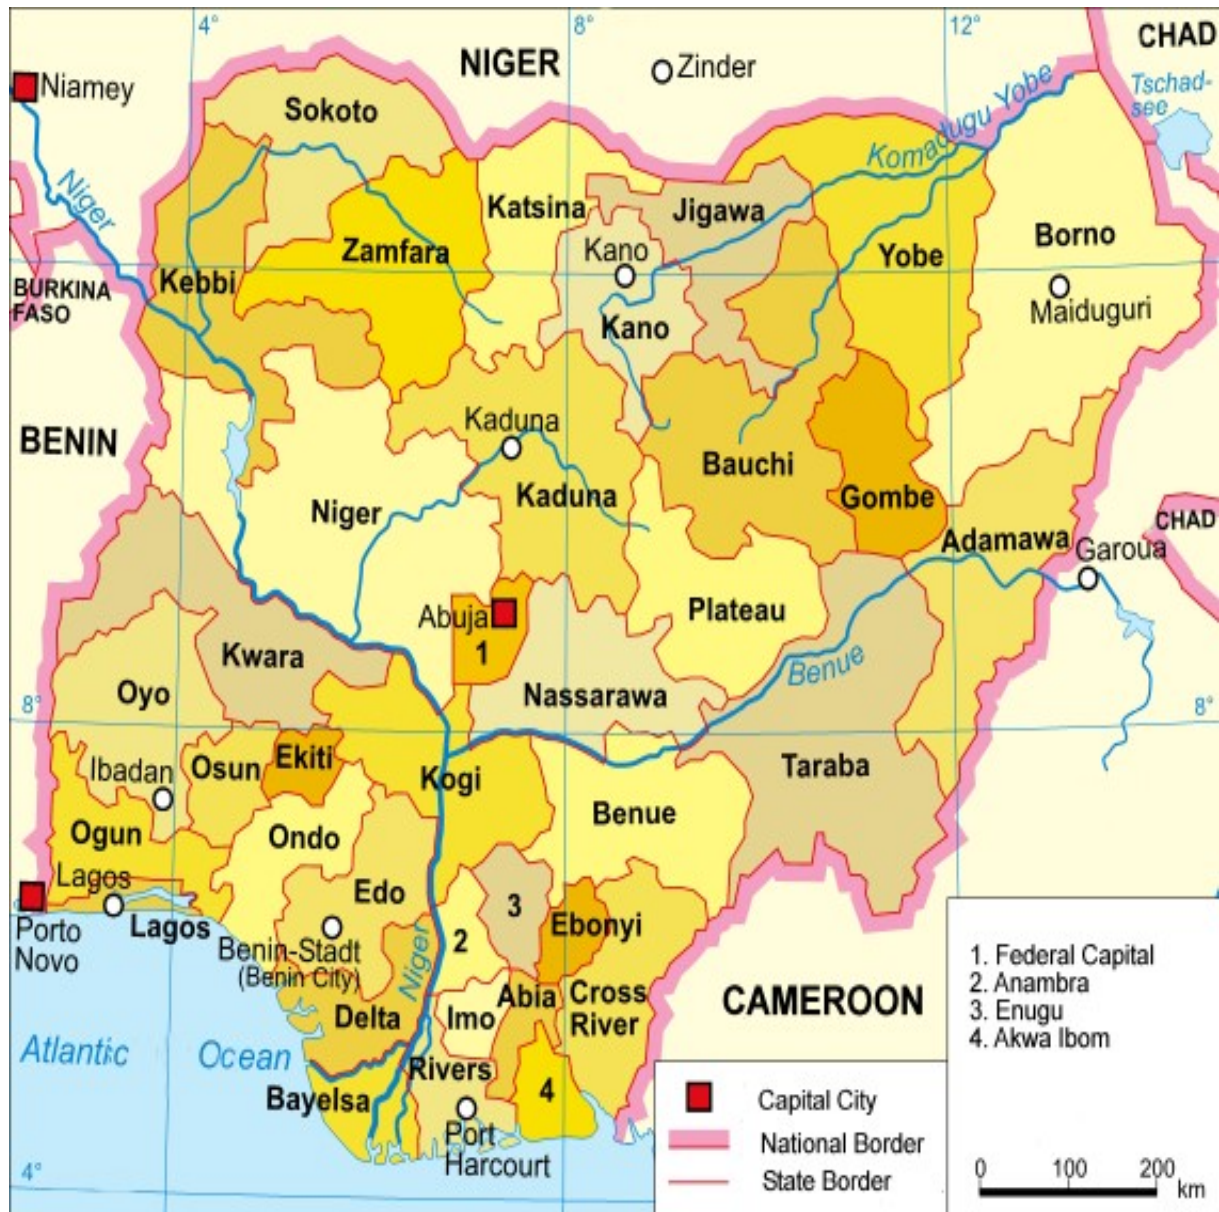 4°
8°
12°
CHAD
NIGER
Zinder
Niamey
Tschad-
see
Komadugu Yobe
Sokoto
Niger
Katsina
Jigawa
Zamfara
Kano
Yobe
Borno
Kebbi
BURKINA
FASO
Maiduguri
Kano
BENIN
Kaduna
Bauchi
Kaduna
Gombe
Niger
CHAD
Adamawa
Garoua
Abuja
Plateau
1
Kwara
Benue
Oyo
Nassarawa
8°
8°
Ibadan
Osun
Ekiti
Kogi
Taraba
Benue
Ogun
Ondo
Lagos
Edo
3
Ebonyi
Porto
Novo
Lagos
Benin-Stadt
(Benin City)
2
Niger
Abia
Cross
River
CAMEROON
Delta
Imo
Atlantic Ocean
Rivers
Bayelsa
4
Port
Harcourt
4°
1. Federal Capital
2. Anambra
3. Enugu
4. Akwa Ibom
Capital City
National Border
State Border
0 100 200
km